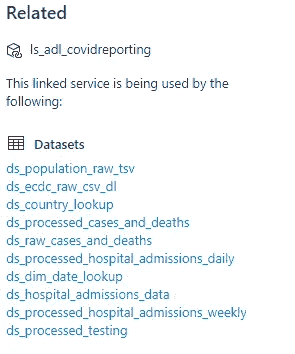 Related
ls_adl_covidreporting
This linked service is being used by the
following:
Datasets
ds_population_raw_tsv
ds_ecdc_raw_csv_dl
ds_country_lookup
ds_processed_cases_and_deaths
ds_raw_cases_and_deaths
ds_processed_hospital_admissions_daily
ds_dim_date_lookup
ds_hospital_admissions_data
ds_processed_hospital_admissions_weekly
ds_processed_testing